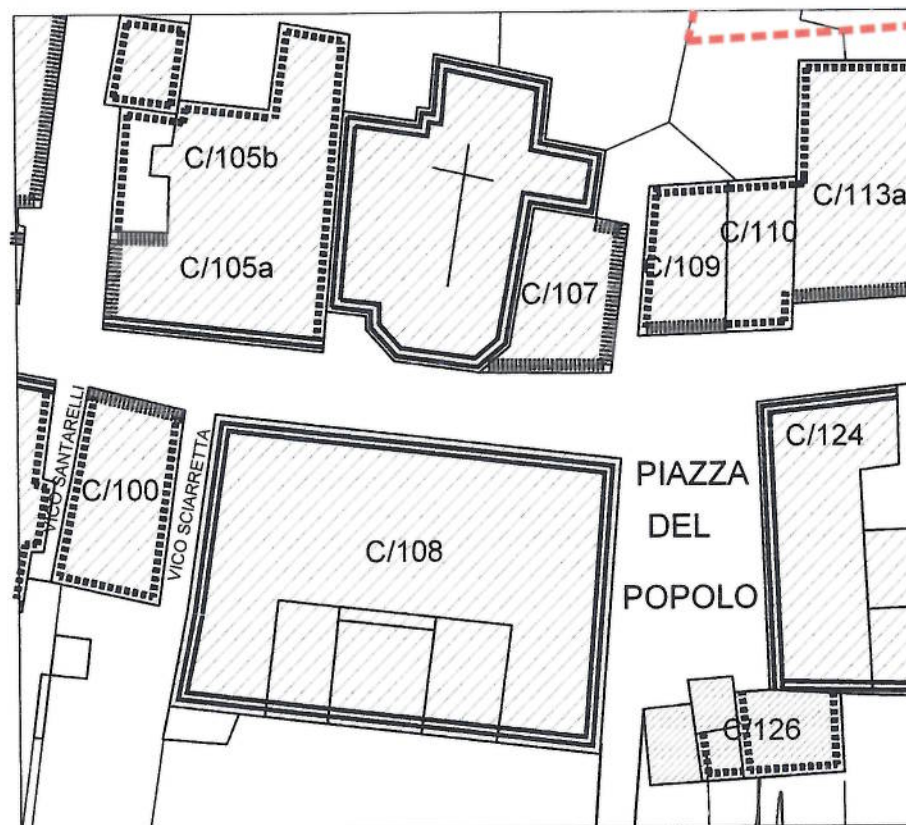 C/105b
C/113a
C/110
C/109
C/105a
C/107
C/124
PIAZZA
DEL
POPOLO
VICO SANTARELLI
C/100
VICO SCIARRETTA
C/108
C/126